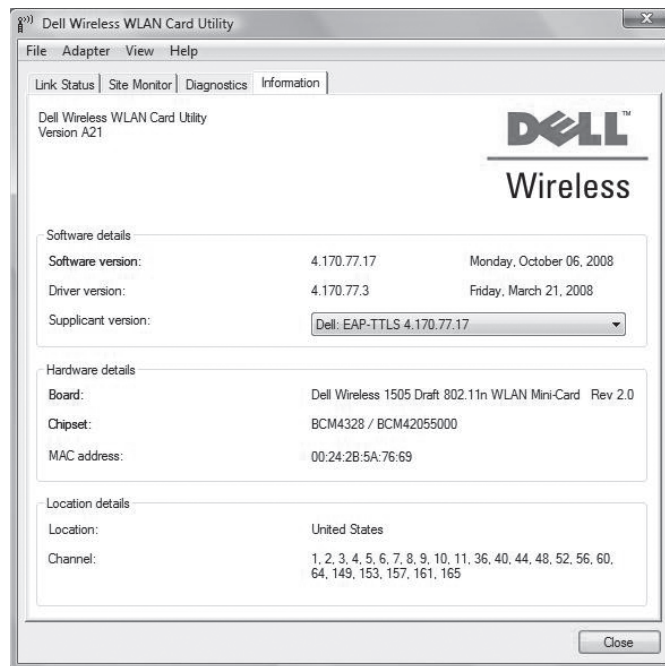 Dell Wireless WLAN Card Utility
File Adapter View Help
Link Status Site Monitor Diagnostics Information
Dell Wireless WLAN Card Utility
Version A21
DELL™
Wireless
Software details
Software version: 4.170.77.17 Monday, October 06, 2008
Driver version: 4.170.77.3 Friday, March 21, 2008
Supplicant version: Dell: EAP-TTLS 4.170.77.17
Hardware details
Board: Dell Wireless 1505 Draft 802.11n WLAN Mini-Card Rev 2.0
Chipset: BCM4328 / BCM42055000
MAC address: 00:24:2B:5A:76:69
Location details
Location: United States
Channel: 1, 2, 3, 4, 5, 6, 7, 8, 9, 10, 11, 36, 40, 44, 48, 52, 56, 60,
64, 149, 153, 157, 161, 165
Close